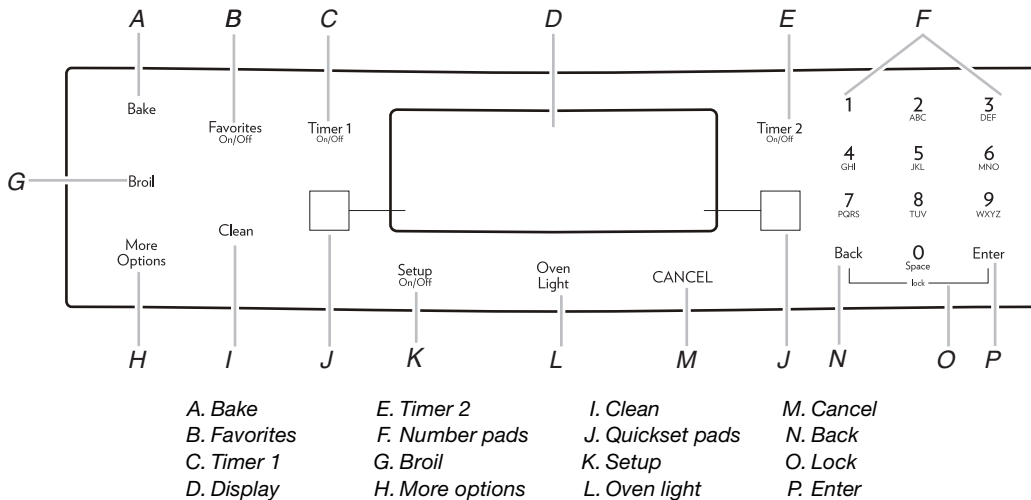 A B C D E F
Bake
Favorites
On/Off
Timer 1
On/Off
Timer 2
On/Off
1 2 3
ABC DEF
G
Broil
4 5 6
GHI JKL MNO
7 8 9
PQRS TUV WXYZ
Clean
More
Options
Setup
On/Off
Oven
Light
CANCEL
Back 0 Enter
Space
lock
H I J K L M J N O P
A. Bake
B. Favorites
C. Timer 1
D. Display
E. Timer 2
F. Number pads
G. Broil
H. More options
I. Clean
J. Quickset pads
K. Setup
L. Oven light
M. Cancel
N. Back
O. Lock
P. Enter